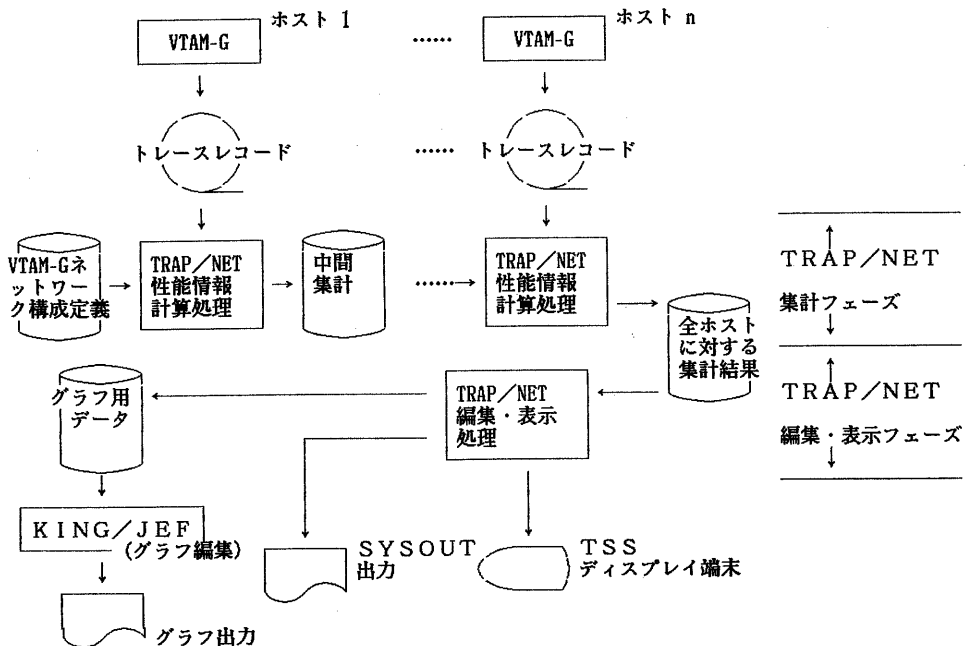 ホスト 1
ホスト n
VTAM-G
……
VTAM-G
トレースレコード
……
トレースレコード
VTAM-Gネ
ットワー
ク構成定義
TRAP／NET
性能情報
計算処理
中間
集計
……
TRAP／NET
性能情報
計算処理
全ホスト
に対する
集計結果
TRAP／NET
集計フェーズ
TRAP／NET
編集・表示フェーズ
グラフ用
データ
TRAP／NET
編集・表示
処理
KING／JEF
(グラフ編集)
グラフ出力
SYSOUT
出力
TSS
ディスプレイ端末